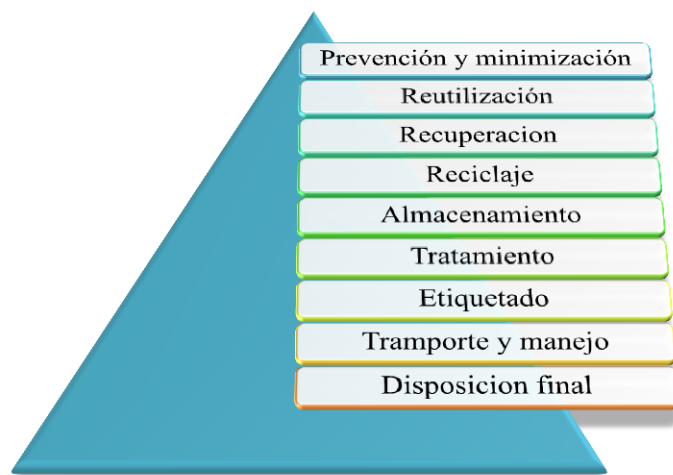 Prevención y minimización
Reutilización
Recuperacion
Reciclaje
Almacenamiento
Tratamiento
Etiquetado
Tramporte y manejo
Disposicion final